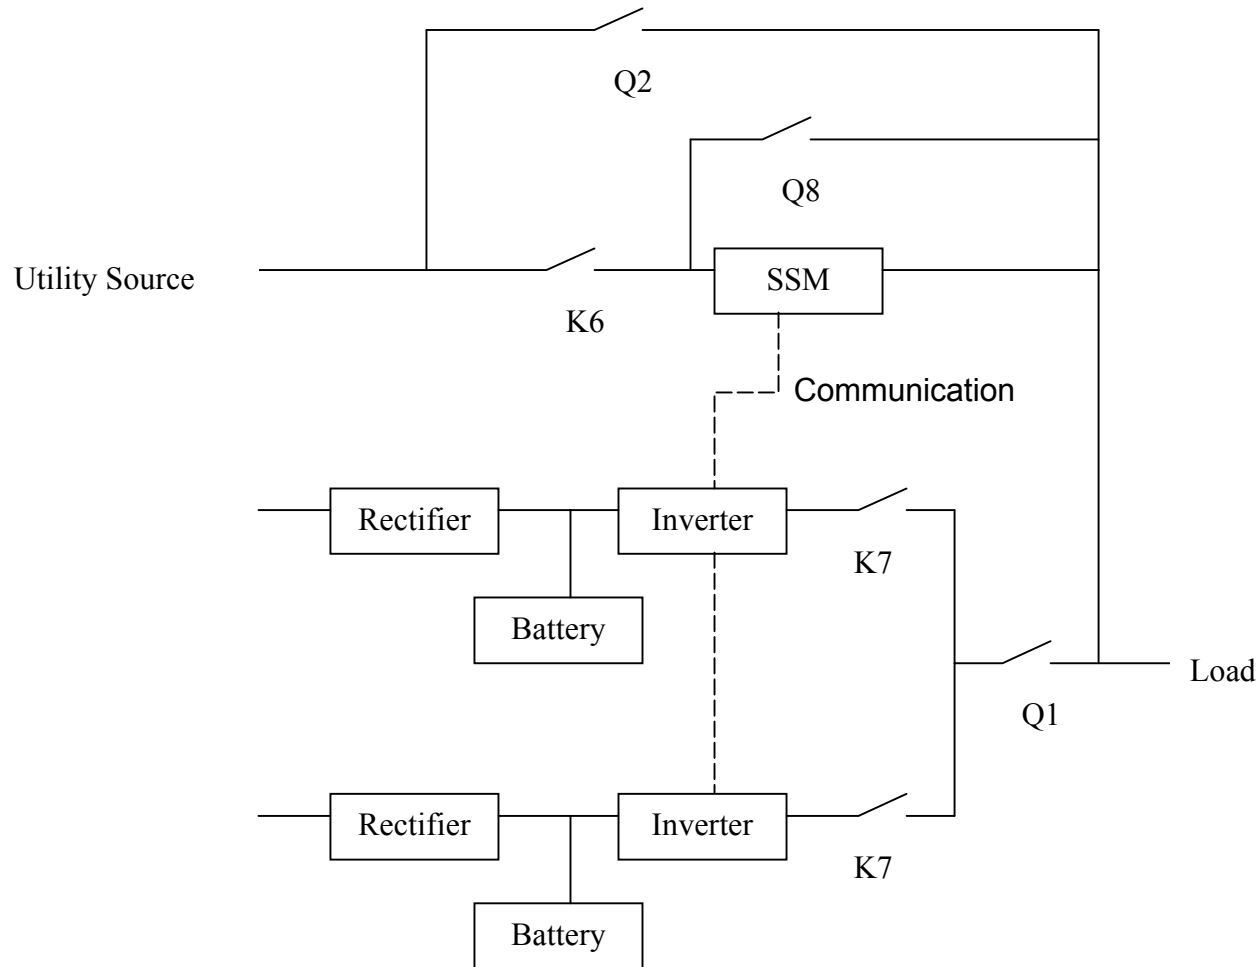 Q2
Q8
Utility Source
SSM
K6
Communication
Rectifier
Inverter
K7
Battery
Load
Q1
Rectifier
Inverter
K7
Battery